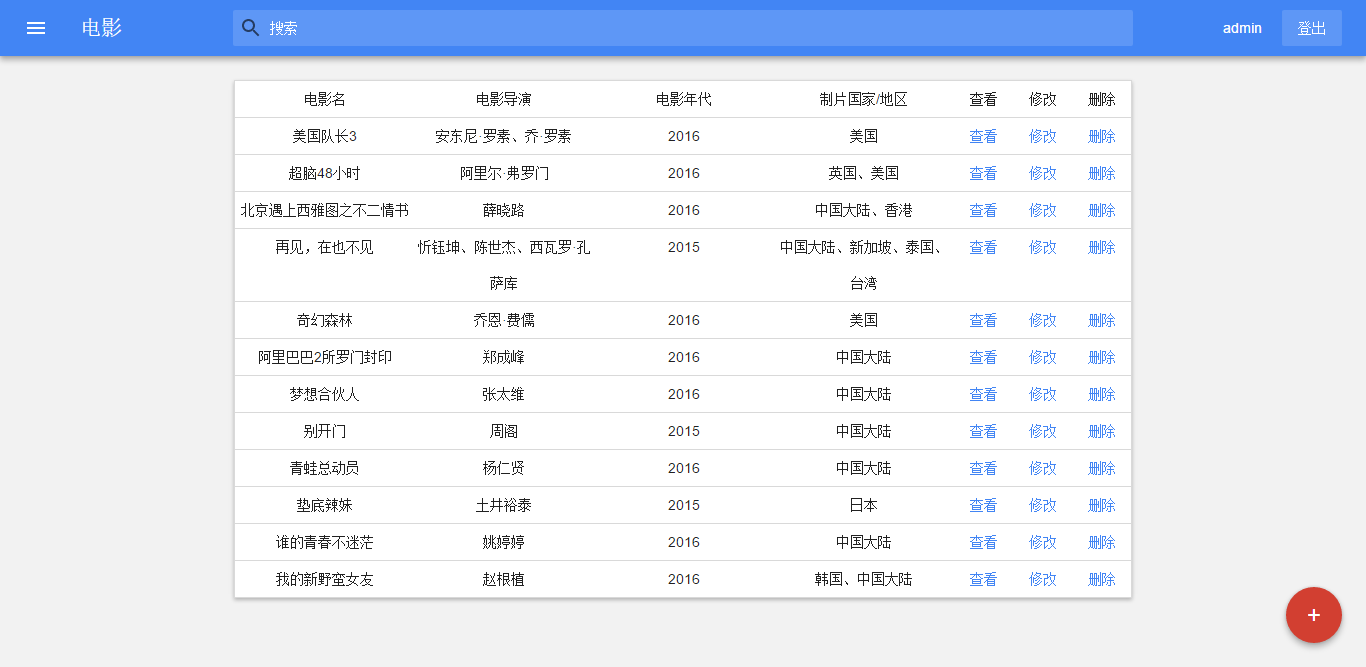 电影 搜索 admin 登出
电影名 电影导演 电影年代 制片国家/地区 查看 修改 删除
美国队长3 安东尼·罗素、乔·罗素 2016 美国 查看 修改 删除
超脑48小时 阿里尔·弗罗门 2016 英国、美国 查看 修改 删除
北京遇上西雅图之不二情书 薛晓路 2016 中国大陆、香港 查看 修改 删除
再见，在也不见 忻钰坤、陈世杰、西瓦罗·孔 2015 中国大陆、新加坡、泰国、 查看 修改 删除
萨库 台湾
奇幻森林 乔恩·费儒 2016 美国 查看 修改 删除
阿里巴巴2所罗门封印 郑成峰 2016 中国大陆 查看 修改 删除
梦想合伙人 张太维 2016 中国大陆 查看 修改 删除
别开门 周阁 2015 中国大陆 查看 修改 删除
青蛙总动员 杨仁贤 2016 中国大陆 查看 修改 删除
垫底辣妹 土井裕泰 2015 日本 查看 修改 删除
谁的青春不迷茫 姚婷婷 2016 中国大陆 查看 修改 删除
我的新野蛮女友 赵根植 2016 韩国、中国大陆 查看 修改 删除
+